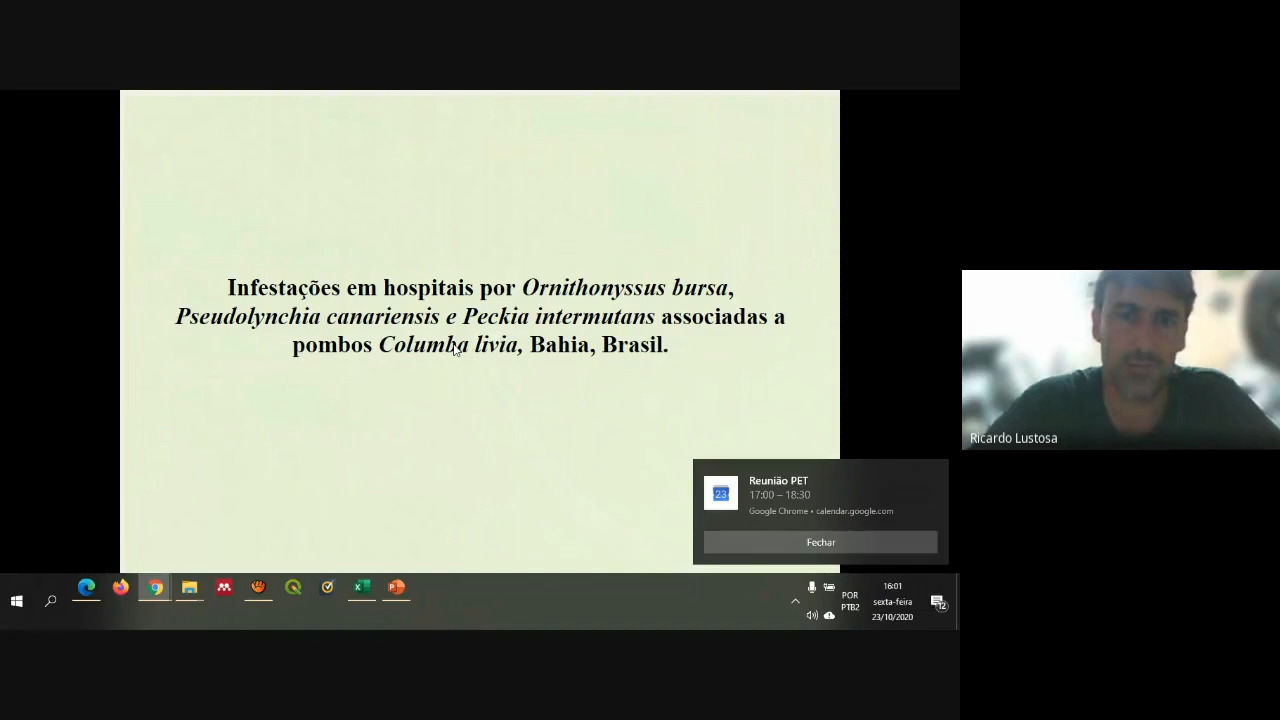 Infestações em hospitais por Ornithonyssus bursa,
Pseudolynchia canariensis e Peckia intermutans associadas a
pombos Columba livia, Bahia, Brasil.
Ricardo Lustosa
23
Reunião PET
17:00 – 18:30
Google Chrome • calendar.google.com
Fechar
POR
PTB2
16:01
sexta-feira
23/10/2020
12